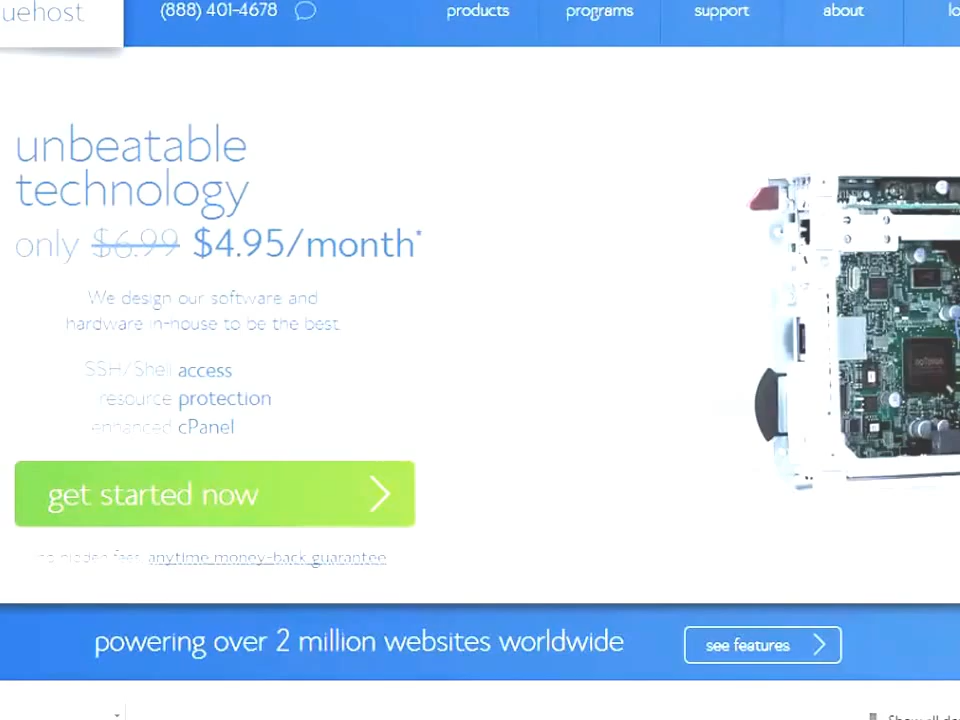 uehost (888) 401-4678 products programs support about lo
unbeatable
technology
only $6.99 $4.95/month*
We design our software and
hardware in-house to be the best.
SSH/Shell access
resource protection
enhanced cPanel
get started now
no hidden fees anytime money-back guarantee
powering over 2 million websites worldwide
see features